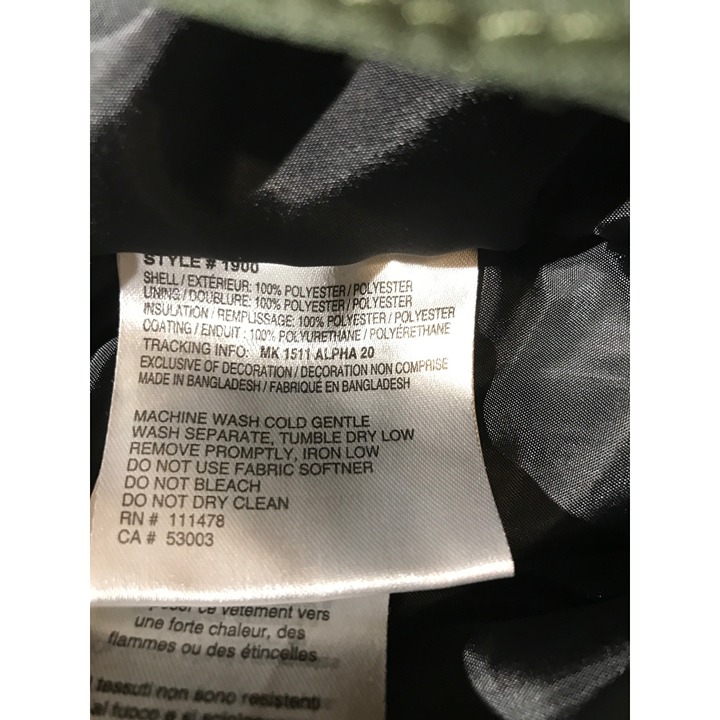 STYLE # 1900
SHELL / EXTÉRIEUR: 100% POLYESTER / POLYESTER
LINING / DOUBLURE: 100% POLYESTER / POLYESTER
INSULATION / REMPLISSAGE: 100% POLYESTER / POLYESTER
COATING / ENDUIT : 100% POLYURETHANE / POLYÉRETHANE
TRACKING INFO: MK 1511 ALPHA 20
EXCLUSIVE OF DECORATION / DECORATION NON COMPRISE
MADE IN BANGLADESH / FABRIQUÉ EN BANGLADESH
MACHINE WASH COLD GENTLE
WASH SEPARATE, TUMBLE DRY LOW
REMOVE PROMPTLY, IRON LOW
DO NOT USE FABRIC SOFTNER
DO NOT BLEACH
DO NOT DRY CLEAN
RN # 111478
CA # 53003
ce vêtement vers
une forte chaleur, des
flammes ou des étincelles
tessuti non sono resistenti
al fuoco e si